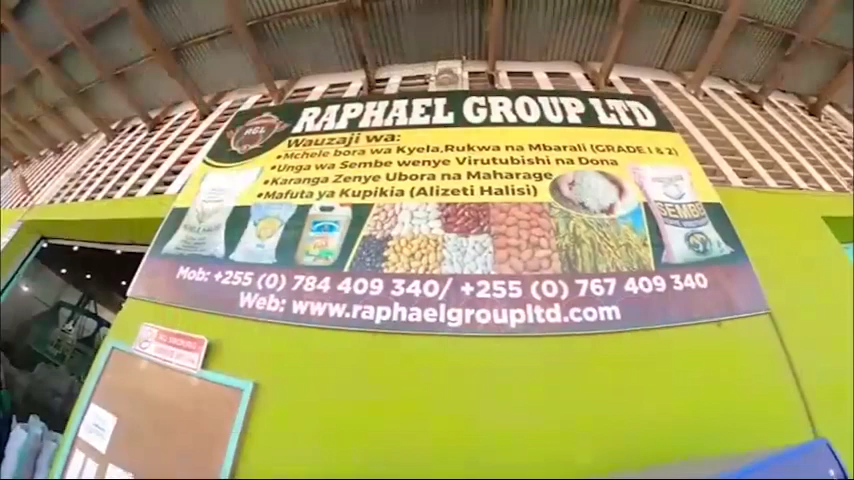 RGL
RAPHAEL GROUP LTD
Wauzaji wa
•Mchele bora wa Kyela,Rukwa na Mbarali (GRADE 1 & 2)
•Unga wa Sembe wenye Virutubishi na Dona
•Karanga Zenye Ubora na Maharage
•Mafuta ya Kupikia (Alizeti Halisi)
SEMBE
Mob: +255 (0) 784 409 340/ +255 (0) 767 409 340
Web: www.raphaelgroupltd.com
NO SMOKING